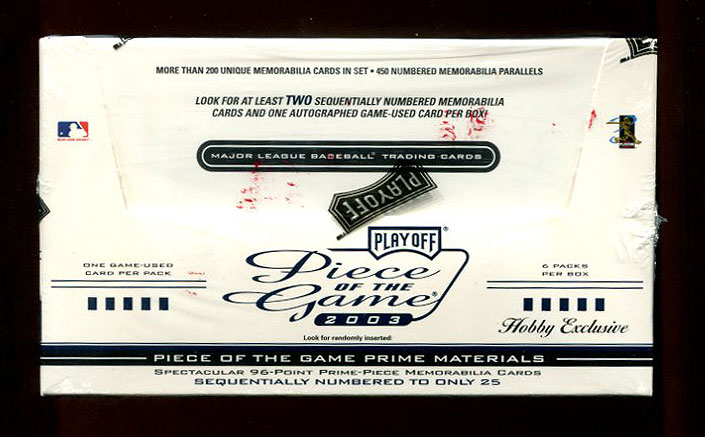 MORE THAN 200 UNIQUE MEMORABILIA CARDS IN SET • 450 NUMBERED MEMORABILIA PARALLELS
LOOK FOR AT LEAST TWO SEQUENTIALLY NUMBERED MEMORABILIA
CARDS AND ONE AUTOGRAPHED GAME-USED CARD PER BOX!
MAJOR LEAGUE BASEBALL® TRADING CARDS
PLAYOFF
PLAYOFF®
ONE GAME-USED
CARD PER PACK
Piece
OF THE
Game®
2003
6 PACKS
PER BOX
Hobby Exclusive
Look for randomly inserted:
PIECE OF THE GAME PRIME MATERIALS
SPECTACULAR 96-POINT PRIME-PIECE MEMORABILIA CARDS
SEQUENTIALLY NUMBERED TO ONLY 25